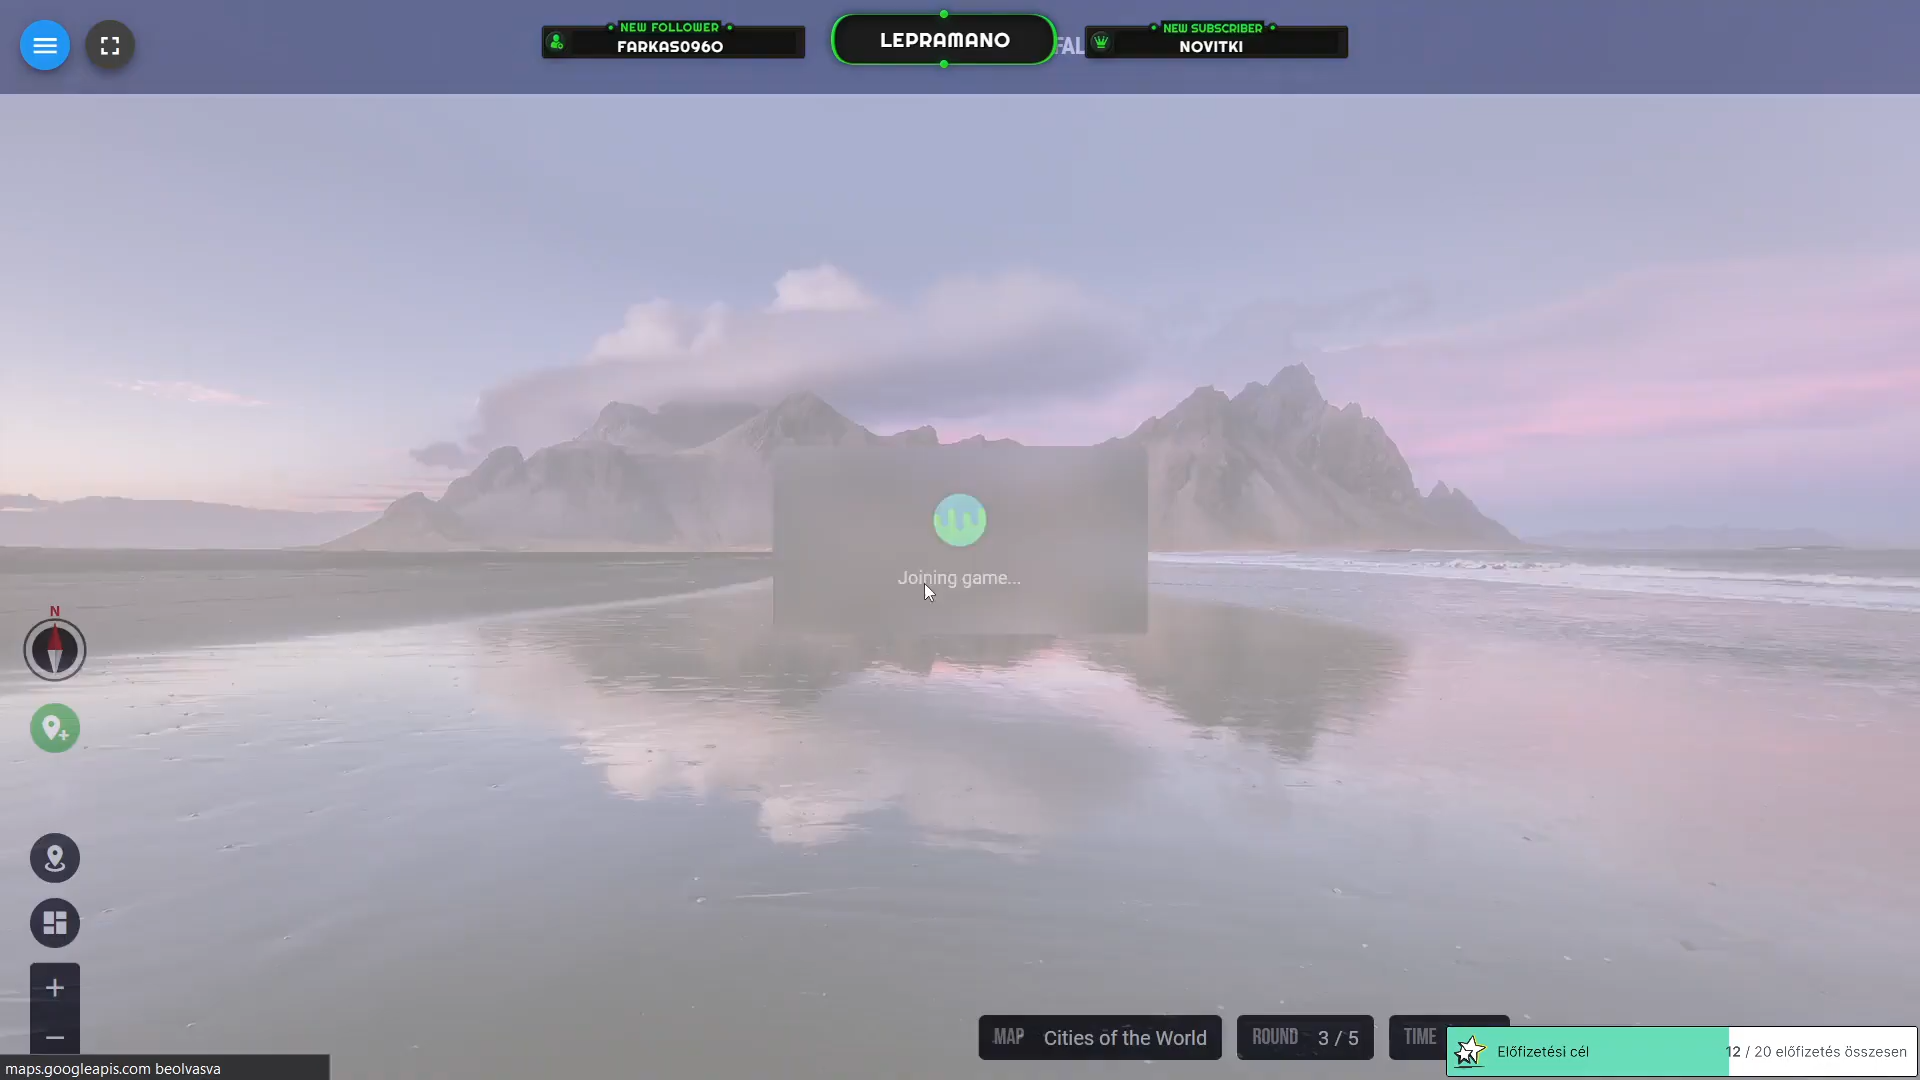 NEW FOLLOWER
FARKAS0960
LEPRAMANO
FAL
NEW SUBSCRIBER
NOVITKI
Joining game...
N
MAP Cities of the World
ROUND 3 / 5
TIME
Előfizetési cél
12 / 20 előfizetés összesen
maps.googleapis.com beolvasva